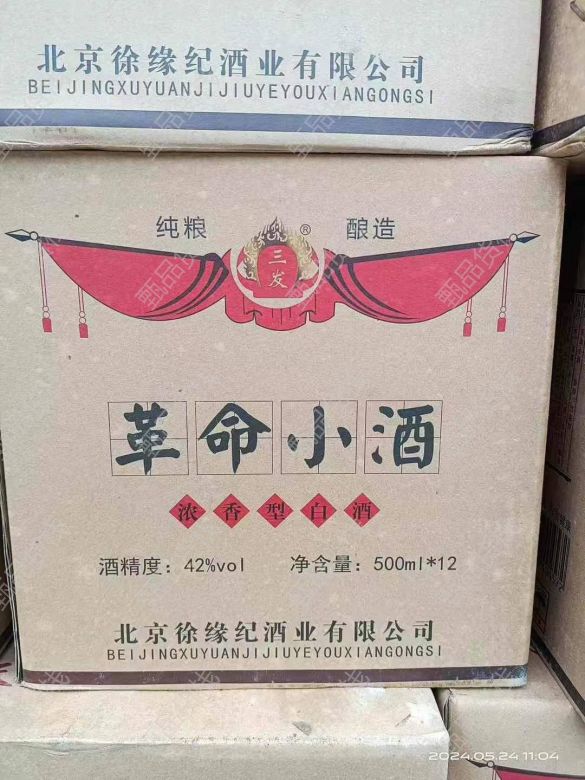 北京徐缘纪酒业有限公司
BEIJINGXUYUANJIJIUYEYOUXIANGONGSI
纯粮 ® 酿造
三发
革命小酒
浓香型白酒
酒精度：42%vol 净含量：500ml*12
北京徐缘纪酒业有限公司
BEIJINGXUYUANJIJIUYEYOUXIANGONGSI
2024.05.24 11:04